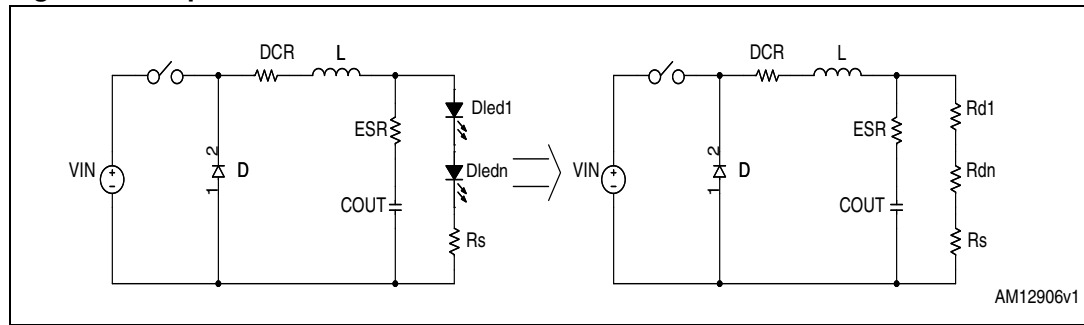 DCR L DCR L
Dled1 Rd1
ESR ESR
2 2
VIN D Dledn VIN D Rdn
1 1
COUT COUT
Rs Rs
AM12906v1